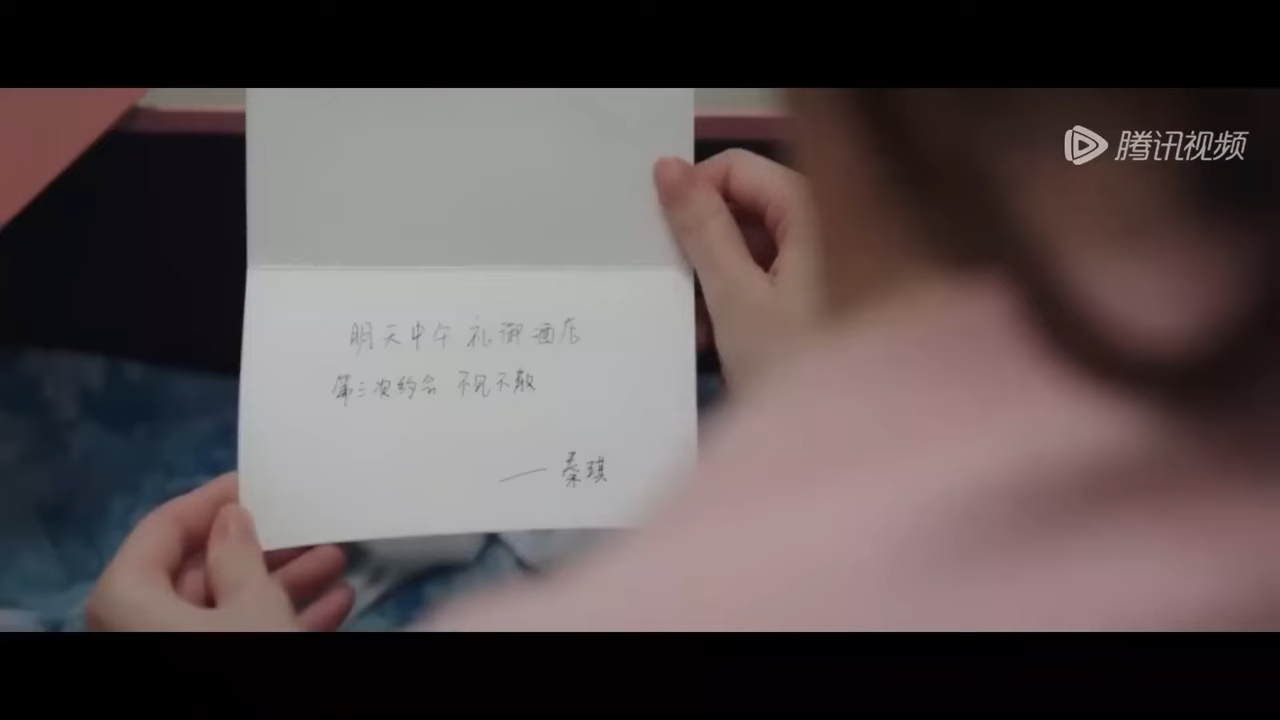 腾讯视频
明天中午 礼御酒店
第三次约会 不见不散
——秦琪